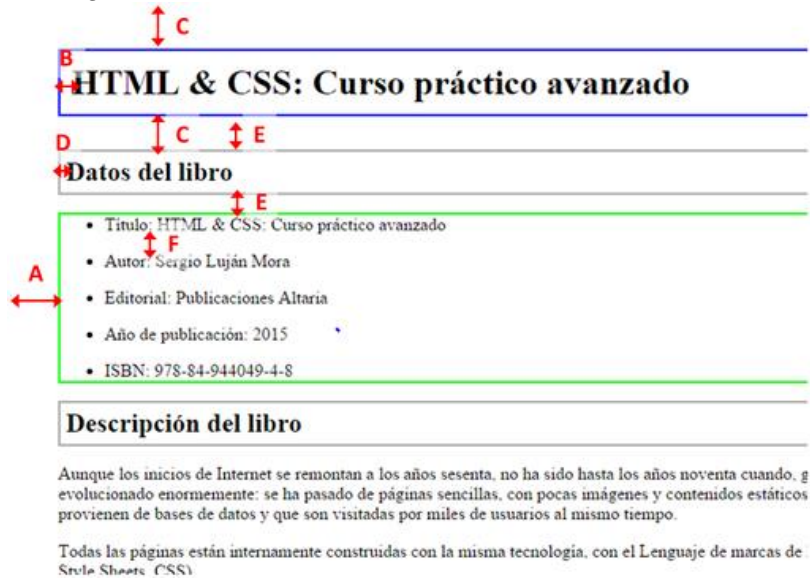 C
B
HTML & CSS: Curso práctico avanzado
C E
D
Datos del libro
E
• Título: HTML & CSS: Curso práctico avanzado
F
• Autor: Sergio Luján Mora
A
• Editorial: Publicaciones Altaria
• Año de publicación: 2015
• ISBN: 978-84-944049-4-8
Descripción del libro
Aunque los inicios de Internet se remontan a los años sesenta, no ha sido hasta los años noventa cuando, g
evolucionado enormemente: se ha pasado de páginas sencillas, con pocas imágenes y contenidos estáticos
provienen de bases de datos y que son visitadas por miles de usuarios al mismo tiempo.
Todas las páginas están internamente construidas con la misma tecnología, con el Lenguaje de marcas de
Style Sheets, CSS)